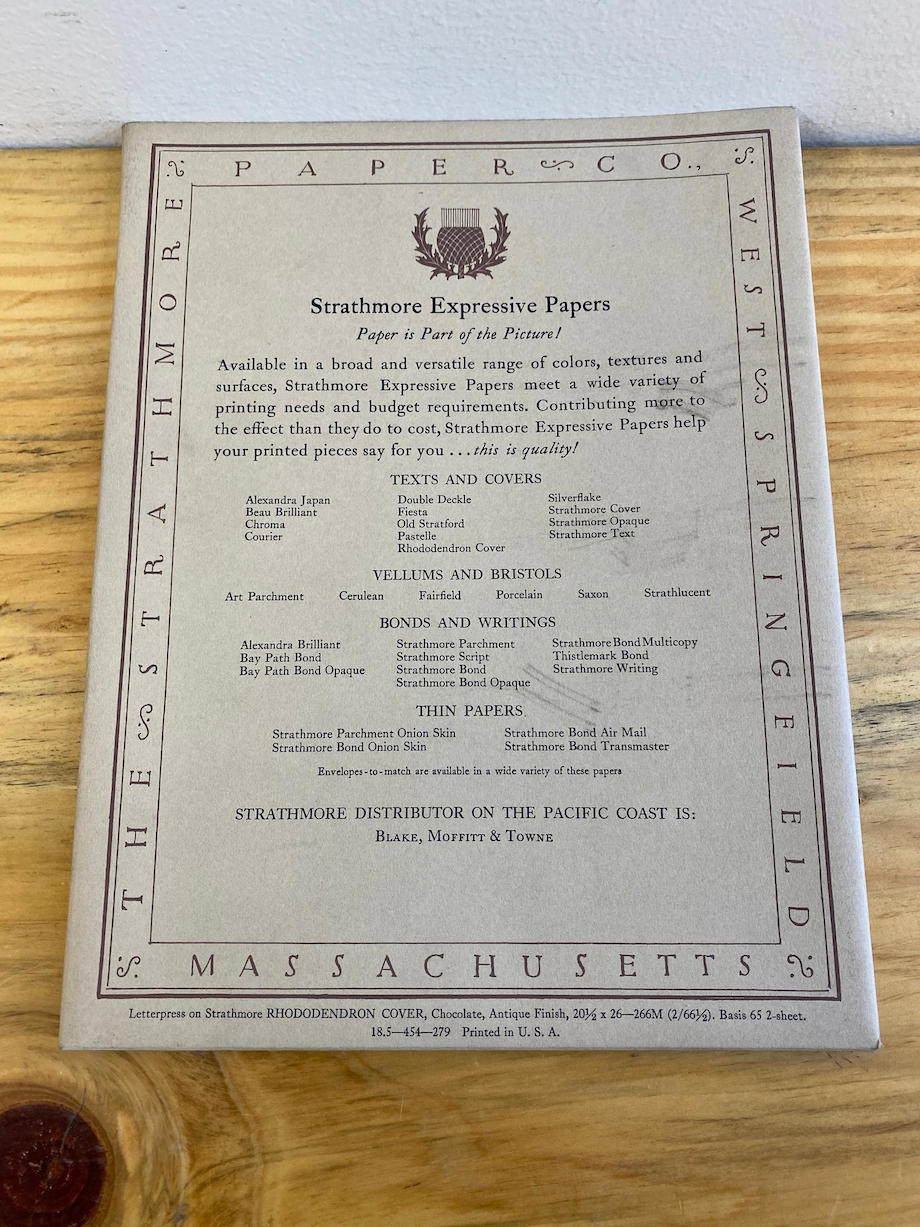 THE STRATHMORE
PAPER CO.,
WEST SPRINGFIELD
MASSACHUSETTS
Strathmore Expressive Papers
Paper is Part of the Picture!
Available in a broad and versatile range of colors, textures and
surfaces, Strathmore Expressive Papers meet a wide variety of
printing needs and budget requirements. Contributing more to
the effect than they do to cost, Strathmore Expressive Papers help
your printed pieces say for you ... this is quality!
TEXTS AND COVERS
Alexandra Japan
Beau Brilliant
Chroma
Courier
Double Deckle
Fiesta
Old Stratford
Pastelle
Rhododendron Cover
Silverflake
Strathmore Cover
Strathmore Opaque
Strathmore Text
VELLUMS AND BRISTOLS
Art Parchment Cerulean Fairfield Porcelain Saxon Strathlucent
BONDS AND WRITINGS
Alexandra Brilliant
Bay Path Bond
Bay Path Bond Opaque
Strathmore Parchment
Strathmore Script
Strathmore Bond
Strathmore Bond Opaque
Strathmore Bond Multicopy
Thistlemark Bond
Strathmore Writing
THIN PAPERS
Strathmore Parchment Onion Skin
Strathmore Bond Onion Skin
Strathmore Bond Air Mail
Strathmore Bond Transmaster
Envelopes-to-match are available in a wide variety of these papers
STRATHMORE DISTRIBUTOR ON THE PACIFIC COAST IS:
BLAKE, MOFFITT & TOWNE
Letterpress on Strathmore RHODODENDRON COVER, Chocolate, Antique Finish, 20½ x 26—266M (2/66½). Basis 65 2-sheet.
18.5—454—279 Printed in U. S. A.